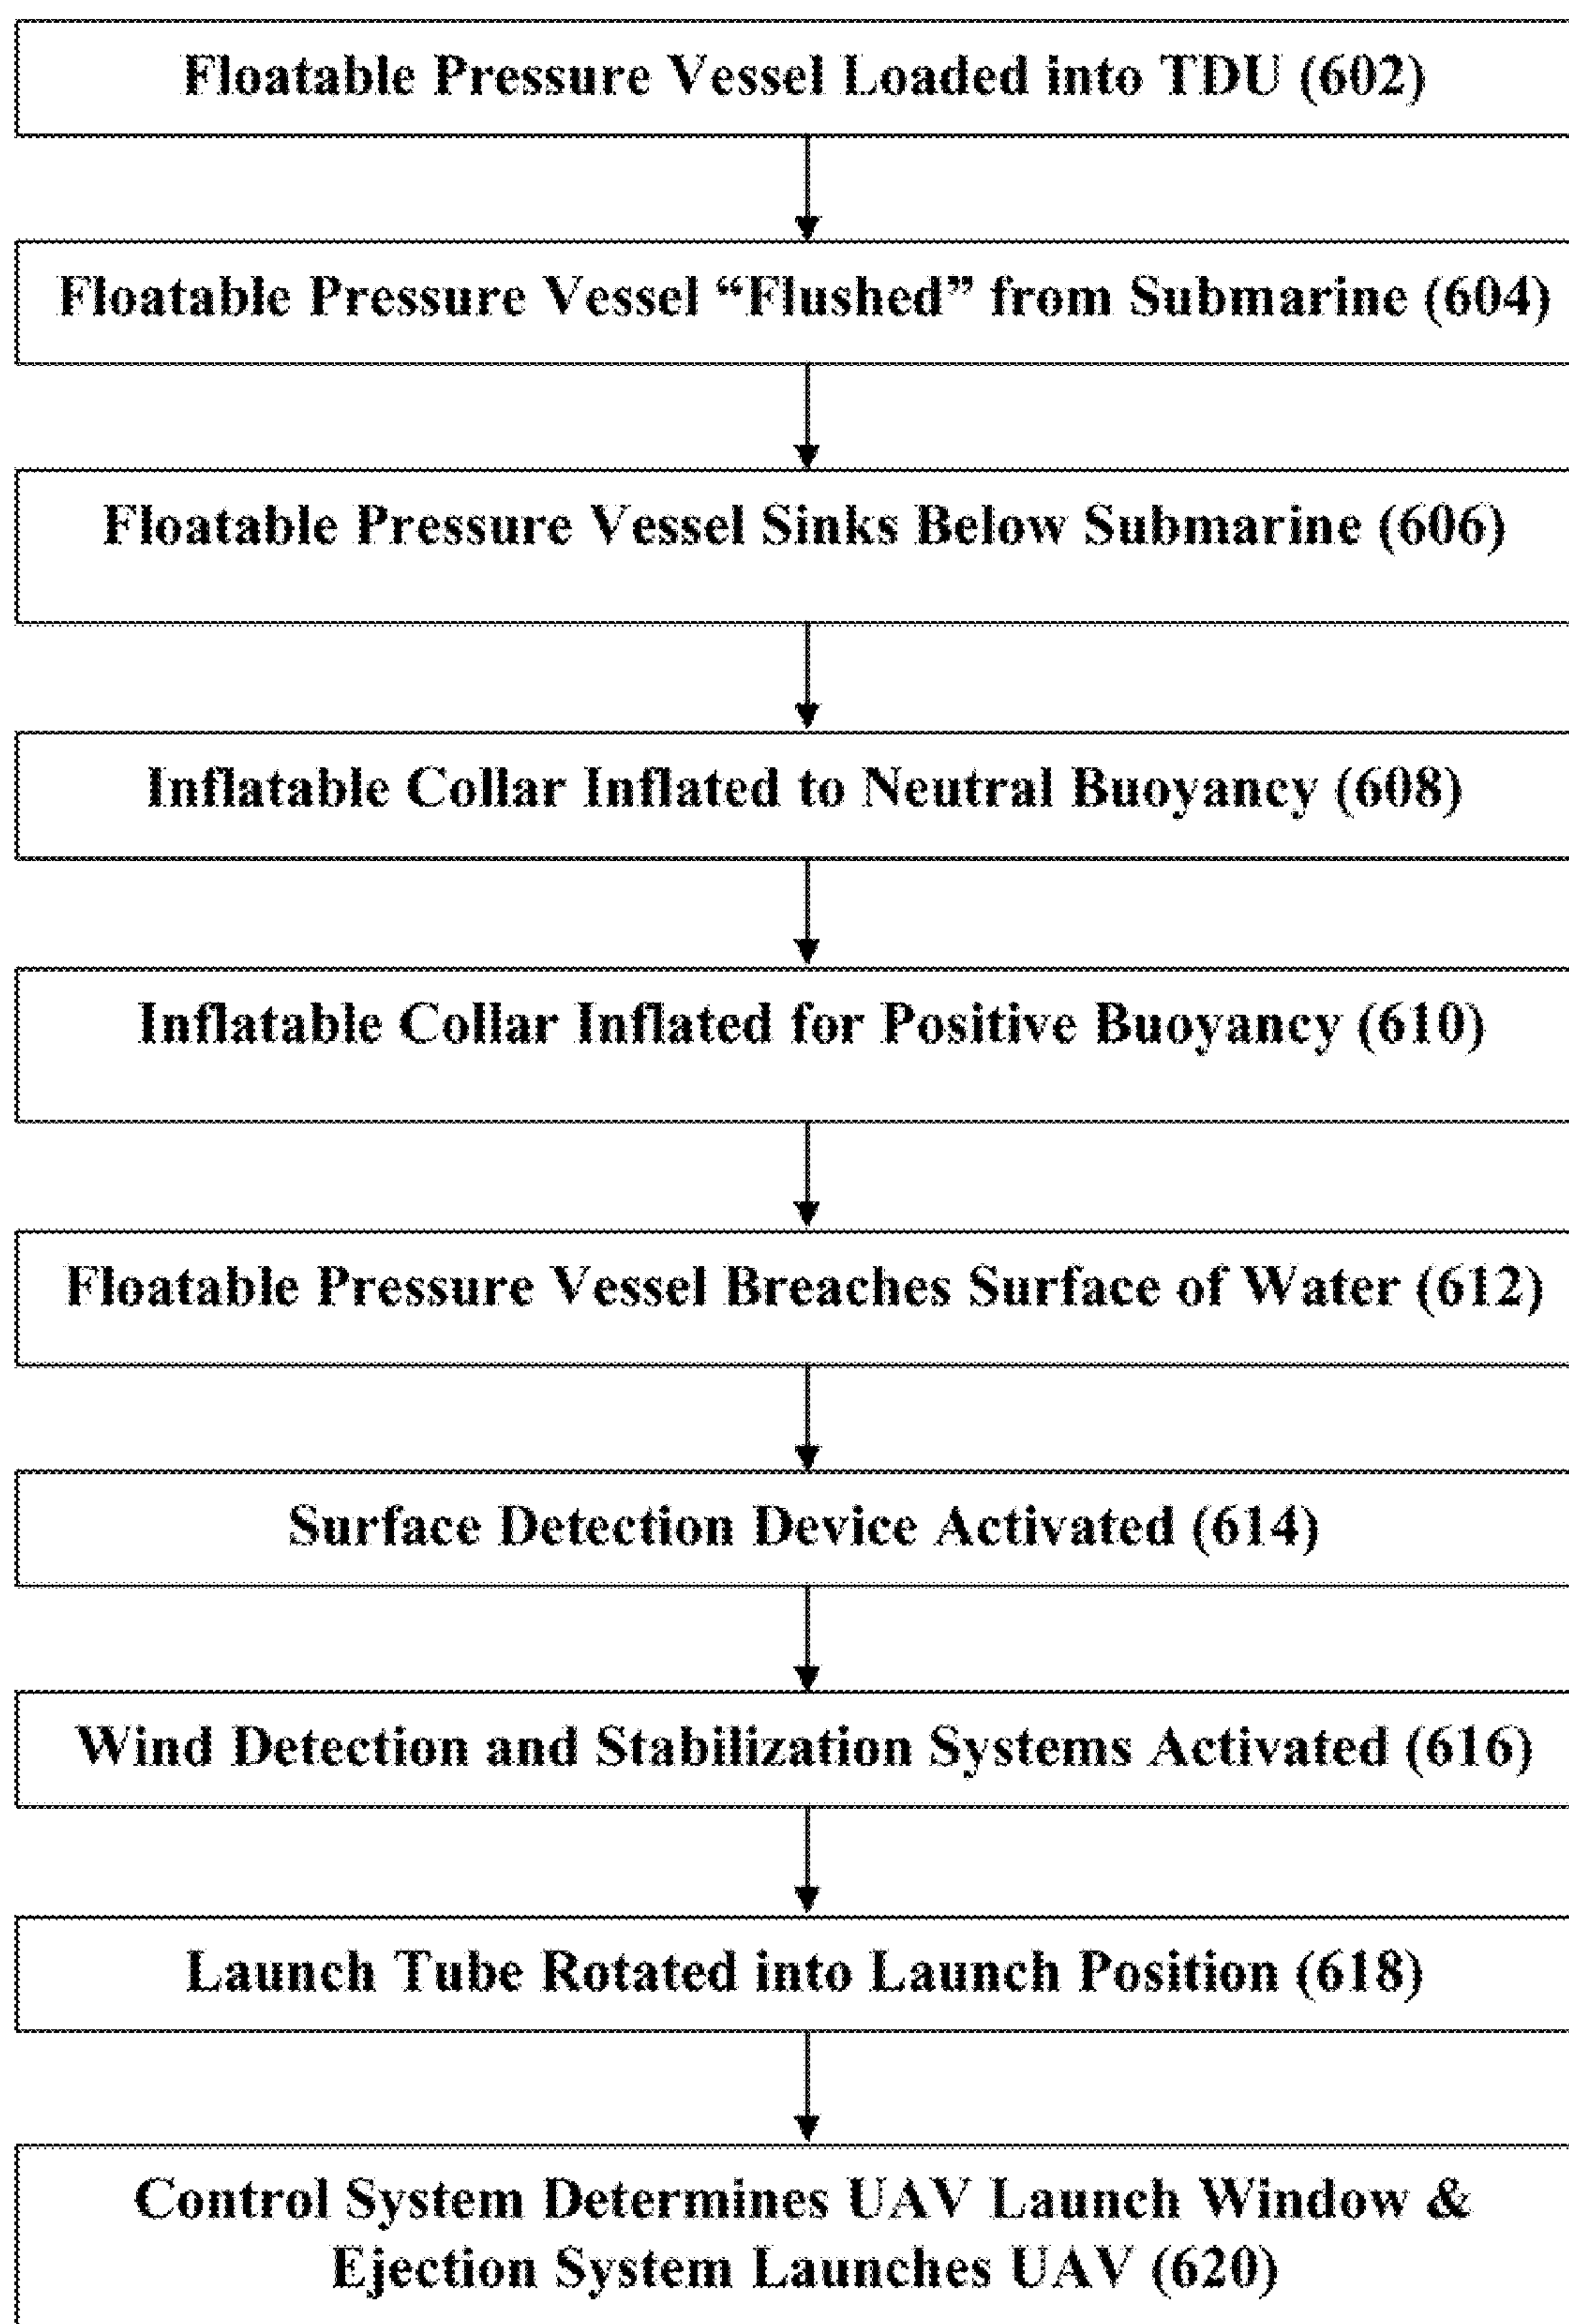 Floatable Pressure Vessel Loaded into TDU (602)
Floatable Pressure Vessel “Flushed” from Submarine (604)
Floatable Pressure Vessel Sinks Below Submarine (606)
Inflatable Collar Inflated to Neutral Buoyancy (608)
Inflatable Collar Inflated for Positive Buoyancy (610)
Floatable Pressure Vessel Breaches Surface of Water (612)
Surface Detection Device Activated (614)
Wind Detection and Stabilization Systems Activated (616)
Launch Tube Rotated into Launch Position (618)
Control System Determines UAV Launch Window &
Ejection System Launches UAV (620)